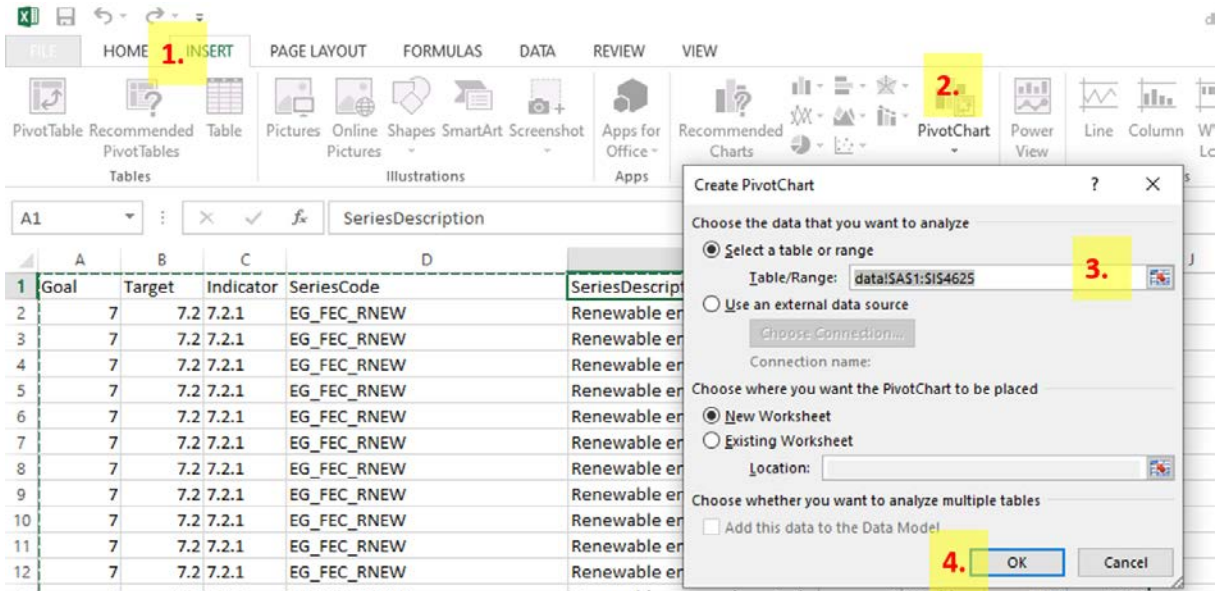 FILE HOME 1. INSERT PAGE LAYOUT FORMULAS DATA REVIEW VIEW
2.
PivotTable Recommended PivotTables Table
Tables
Pictures Online Pictures Shapes SmartArt Screenshot
Illustrations
Apps for Office
Apps
Recommended Charts
PivotChart
Power View
Line Column
A1 fx SeriesDescription
A B C D J
1 Goal Target Indicator SeriesCode SeriesDescript
2 7 7.2 7.2.1 EG_FEC_RNEW Renewable er
3 7 7.2 7.2.1 EG_FEC_RNEW Renewable er
4 7 7.2 7.2.1 EG_FEC_RNEW Renewable er
5 7 7.2 7.2.1 EG_FEC_RNEW Renewable er
6 7 7.2 7.2.1 EG_FEC_RNEW Renewable er
7 7 7.2 7.2.1 EG_FEC_RNEW Renewable er
8 7 7.2 7.2.1 EG_FEC_RNEW Renewable er
9 7 7.2 7.2.1 EG_FEC_RNEW Renewable er
10 7 7.2 7.2.1 EG_FEC_RNEW Renewable er
11 7 7.2 7.2.1 EG_FEC_RNEW Renewable er
12 7 7.2 7.2.1 EG_FEC_RNEW Renewable er
Create PivotChart ? X
Choose the data that you want to analyze
Select a table or range
Table/Range: data!$A$1:$I$4625 3.
Use an external data source
Choose Connection...
Connection name:
Choose where you want the PivotChart to be placed
New Worksheet
Existing Worksheet
Location:
Choose whether you want to analyze multiple tables
Add this data to the Data Model
4. OK Cancel